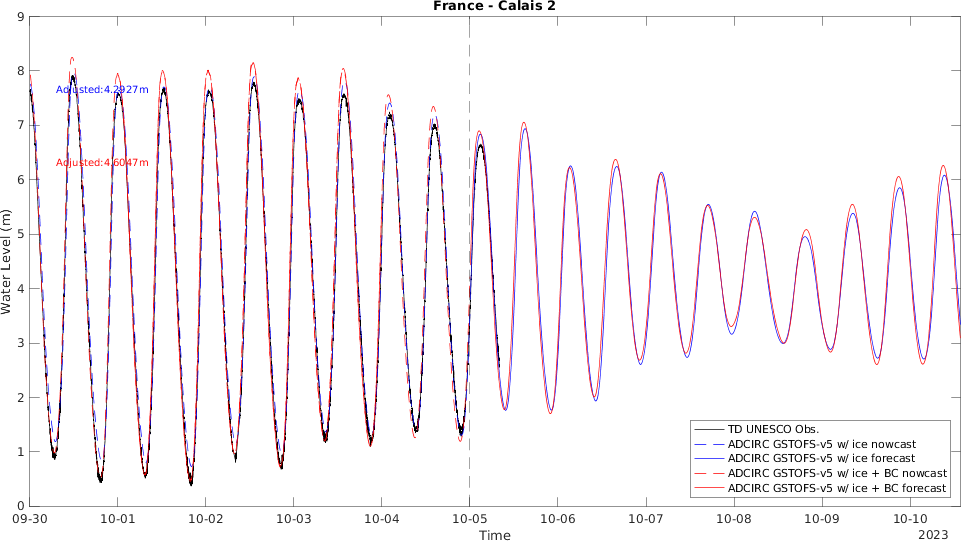 France - Calais 2
9
8
7
6
5
4
3
2
1
0
Water Level (m)
Adjusted:4.2927m
Adjusted:4.6047m
TD UNESCO Obs.
ADCIRC GSTOFS-v5 w/ ice nowcast
ADCIRC GSTOFS-v5 w/ ice forecast
ADCIRC GSTOFS-v5 w/ ice + BC nowcast
ADCIRC GSTOFS-v5 w/ ice + BC forecast
09-30 10-01 10-02 10-03 10-04 10-05 10-06 10-07 10-08 10-09 10-10
Time
2023